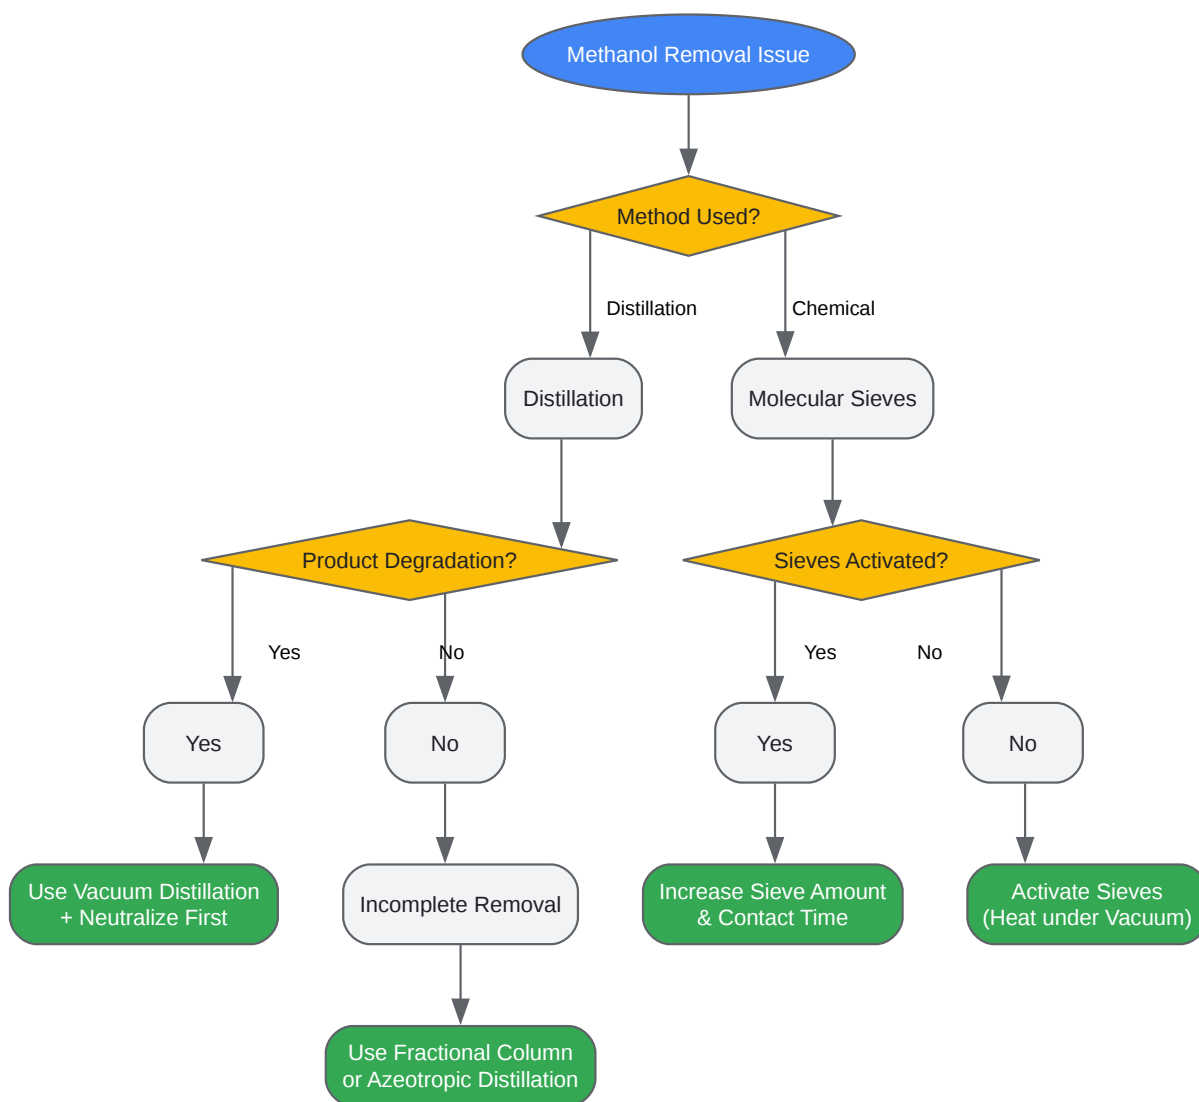 Methanol Removal Issue
Method Used?
Distillation
Chemical
Distillation
Molecular Sieves
Product Degradation?
Sieves Activated?
Yes
No
Yes
No
Yes
No
Yes
No
Use Vacuum Distillation
+ Neutralize First
Incomplete Removal
Increase Sieve Amount
& Contact Time
Activate Sieves
(Heat under Vacuum)
Use Fractional Column
or Azeotropic Distillation